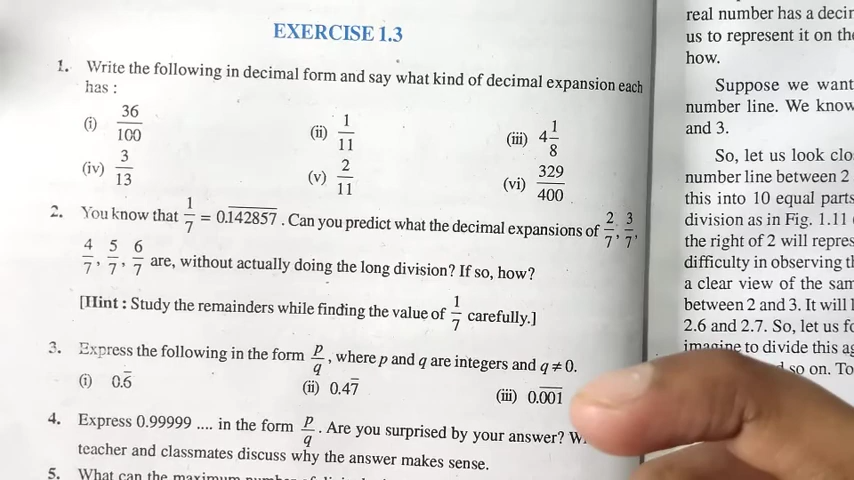 EXERCISE 1.3
1. Write the following in decimal form and say what kind of decimal expansion each
has :
(i) 36/100 (ii) 1/11 (iii) 4 1/8
(iv) 3/13 (v) 2/11 (vi) 329/400
2. You know that 1/7 = 0.1̅4̅2̅8̅5̅7̅. Can you predict what the decimal expansions of 2/7, 3/7,
4/7, 5/7, 6/7 are, without actually doing the long division? If so, how?
[Hint : Study the remainders while finding the value of 1/7 carefully.]
3. Express the following in the form p/q, where p and q are integers and q ≠ 0.
(i) 0.6̅ (ii) 0.47̅ (iii) 0.0̅0̅1̅
4. Express 0.99999 .... in the form p/q. Are you surprised by your answer?
teacher and classmates discuss why the answer makes sense.
5. What can the maximum
real number has a
us to represent it on
how.
Suppose we want
number line. We know
and 3.
So, let us look
number line between 2
this into 10 equal parts
division as in Fig. 1.11
the right of 2 will
difficulty in observing
a clear view of the
between 2 and 3. It will
2.6 and 2.7. So, let us
imagine to divide this
so on. To